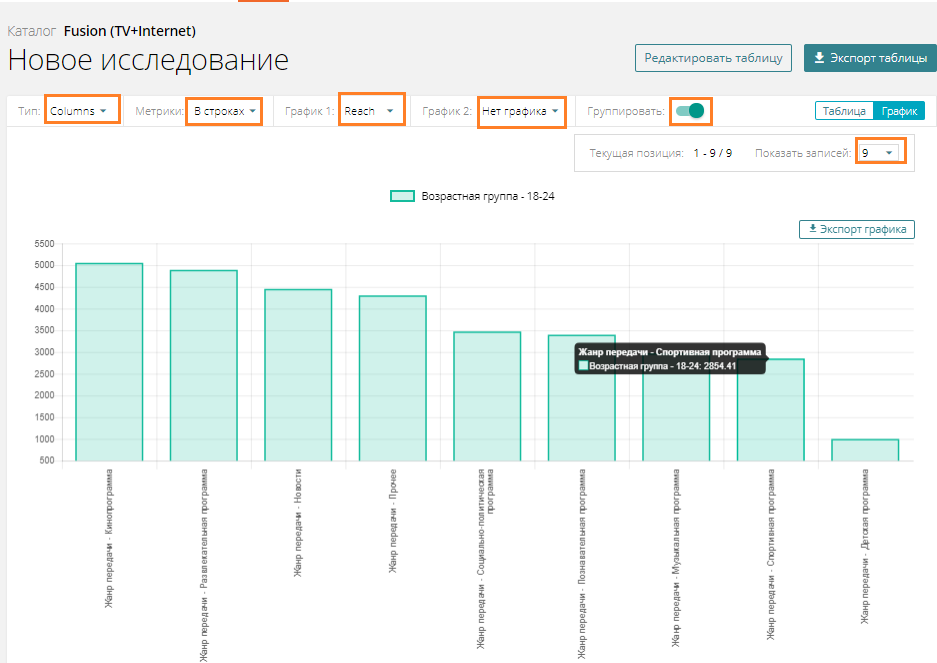 Каталог Fusion (TV+Internet)
Новое исследование
Редактировать таблицу
Экспорт таблицы
Тип: Columns
Метрики: В строках
График 1: Reach
График 2: Нет графика
Группировать:
Таблица График
Текущая позиция: 1 - 9 / 9 Показать записей: 9
Возрастная группа - 18-24
Экспорт графика
5500
5000
4500
4000
3500
3000
2500
2000
1500
1000
500
Жанр передачи - Спортивная программа
Возрастная группа - 18-24: 2854.41
Жанр передачи - Кинопрограмма
Жанр передачи - Развлекательная программа
Жанр передачи - Новости
Жанр передачи - Прочее
Жанр передачи - Социально-политическая
программа
Жанр передачи - Познавательная программа
Жанр передачи - Музыкальная программа
Жанр передачи - Спортивная программа
Жанр передачи - Детская программа